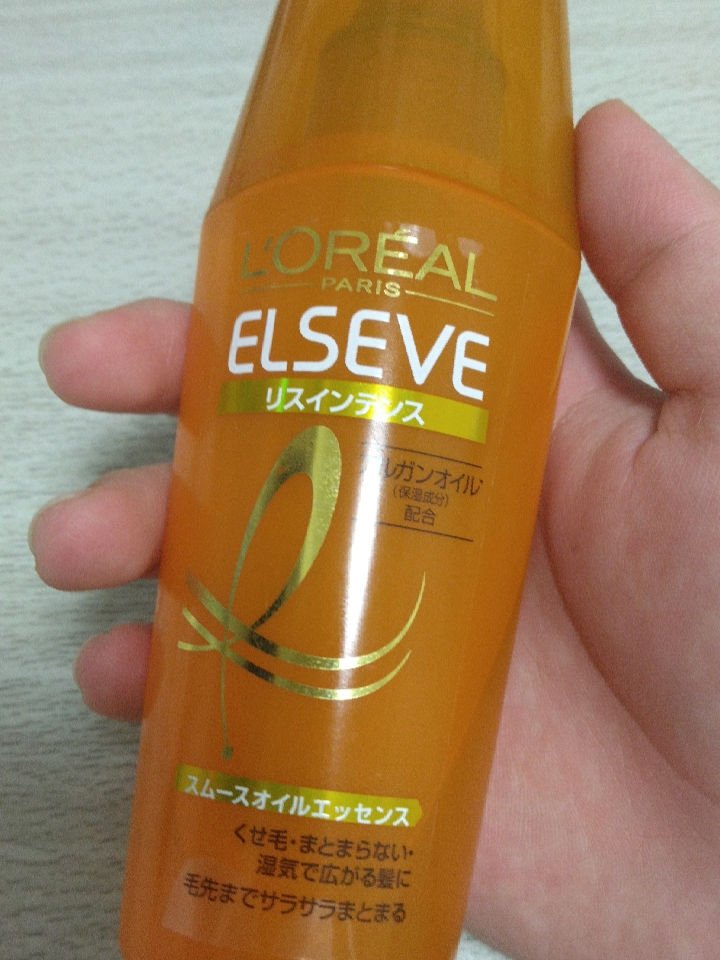 L'ORÉAL
PARIS
ELSEVE
リスインテンス
アルガンオイル*
(保湿成分)
配合
スムースオイルエッセンス
くせ毛・まとまらない・
湿気で広がる髪に
毛先までサラサラまとまる